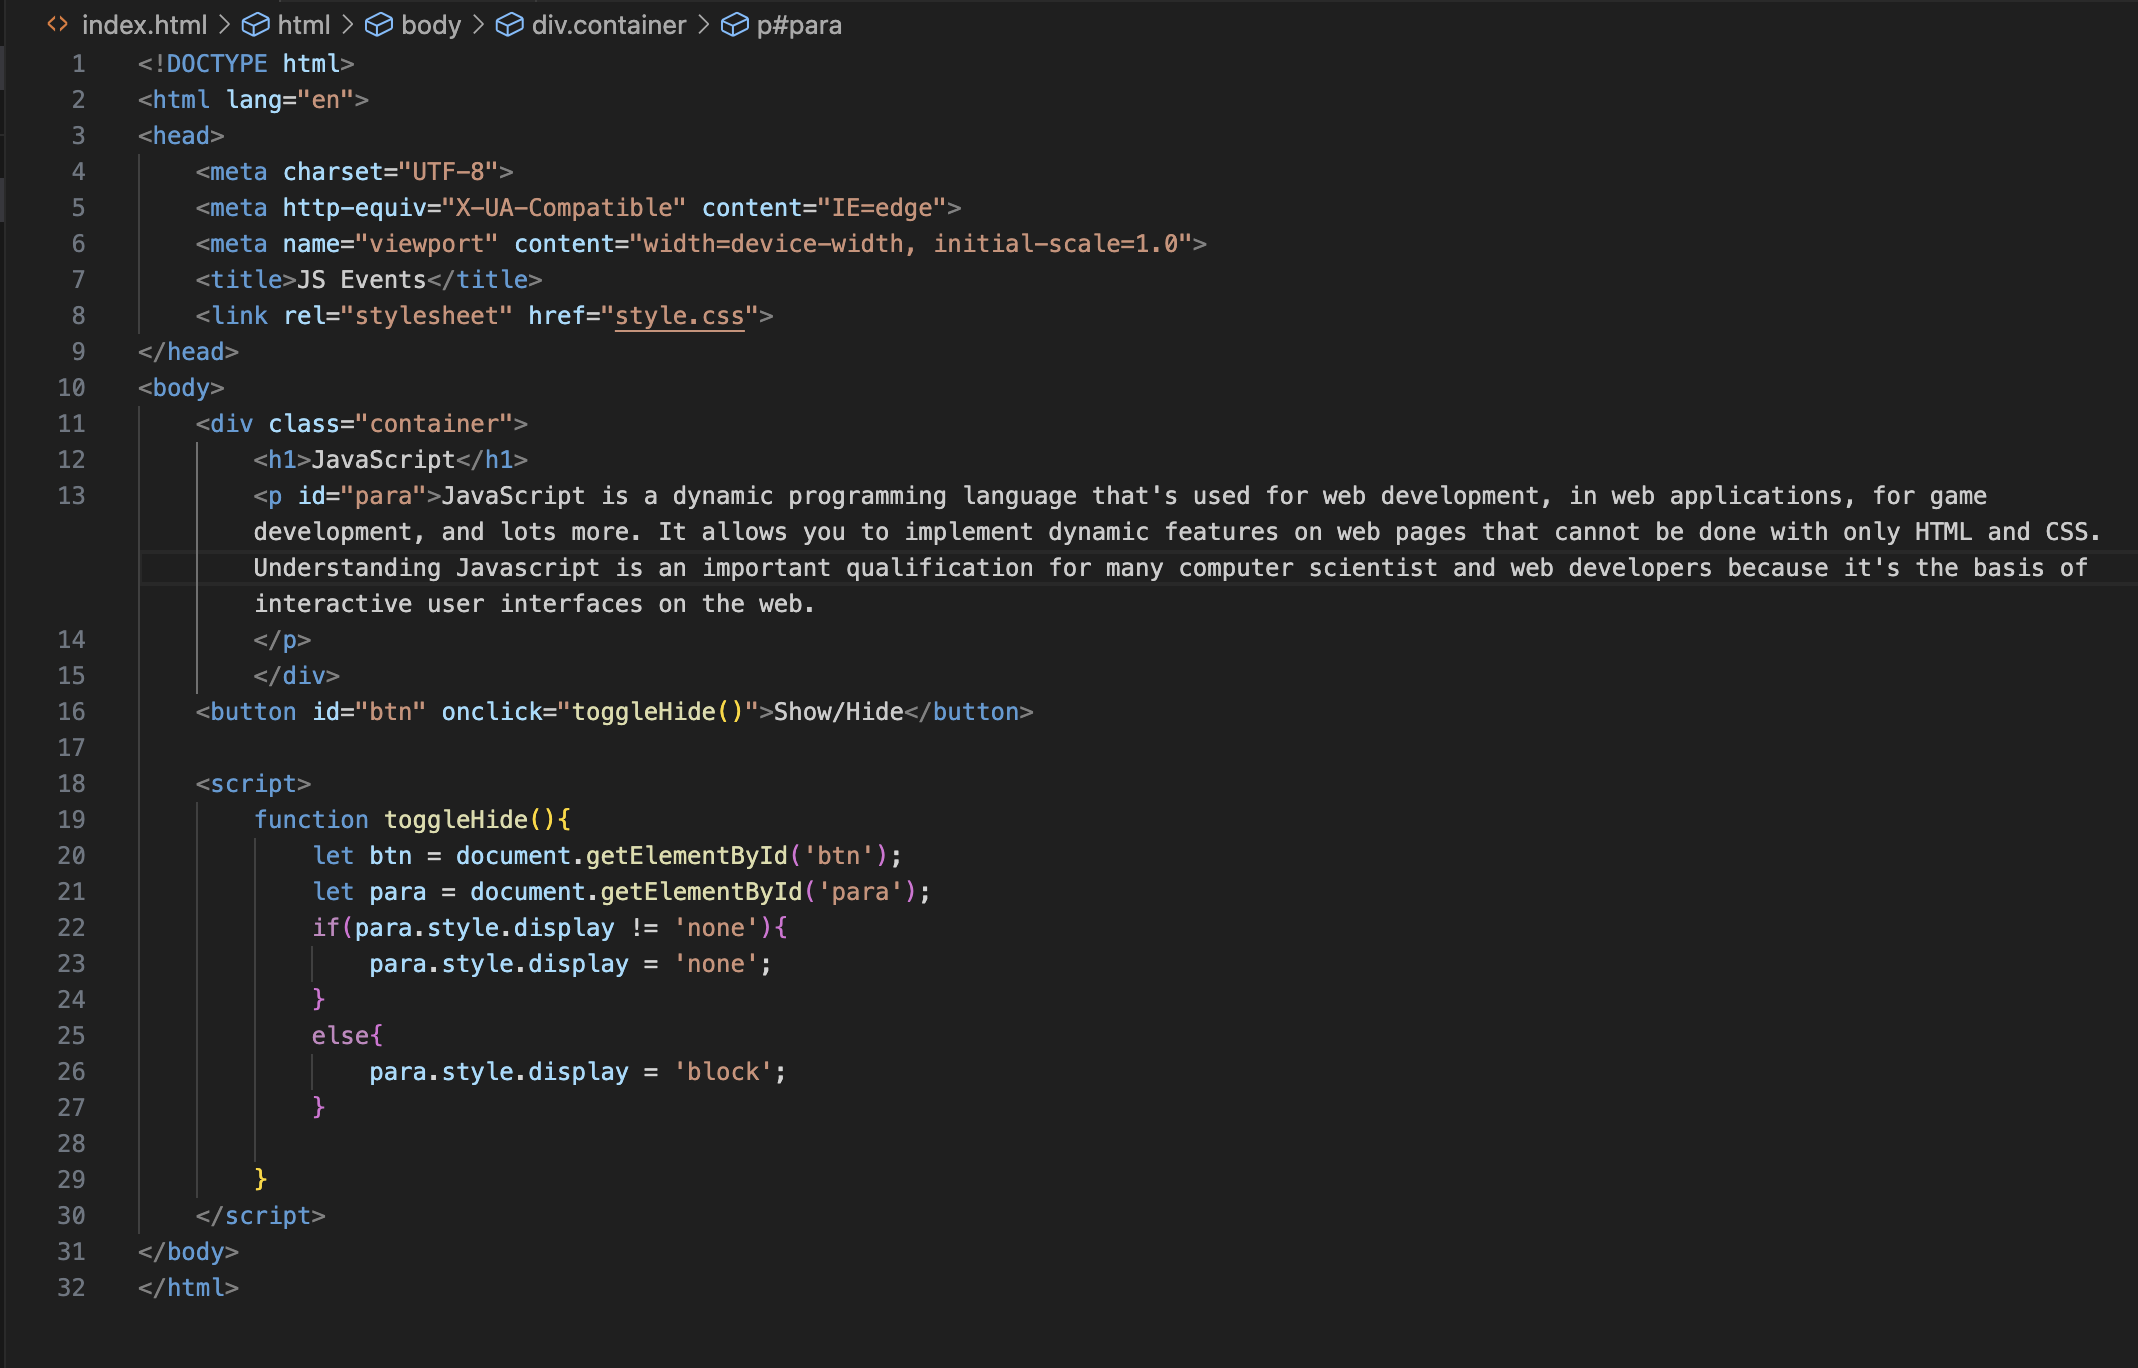 index.html > html > body > div.container > p#para
1 <!DOCTYPE html>
2 <html lang="en">
3 <head>
4     <meta charset="UTF-8">
5     <meta http-equiv="X-UA-Compatible" content="IE=edge">
6     <meta name="viewport" content="width=device-width, initial-scale=1.0">
7     <title>JS Events</title>
8     <link rel="stylesheet" href="style.css">
9 </head>
10 <body>
11     <div class="container">
12         <h1>JavaScript</h1>
13         <p id="para">JavaScript is a dynamic programming language that's used for web development, in web applications, for game
development, and lots more. It allows you to implement dynamic features on web pages that cannot be done with only HTML and CSS.
Understanding Javascript is an important qualification for many computer scientist and web developers because it's the basis of
interactive user interfaces on the web.
14         </p>
15         </div>
16     <button id="btn" onclick="toggleHide()">Show/Hide</button>
17
18     <script>
19         function toggleHide(){
20             let btn = document.getElementById('btn');
21             let para = document.getElementById('para');
22             if(para.style.display != 'none'){
23                 para.style.display = 'none';
24             }
25             else{
26                 para.style.display = 'block';
27             }
28
29         }
30     </script>
31 </body>
32 </html>